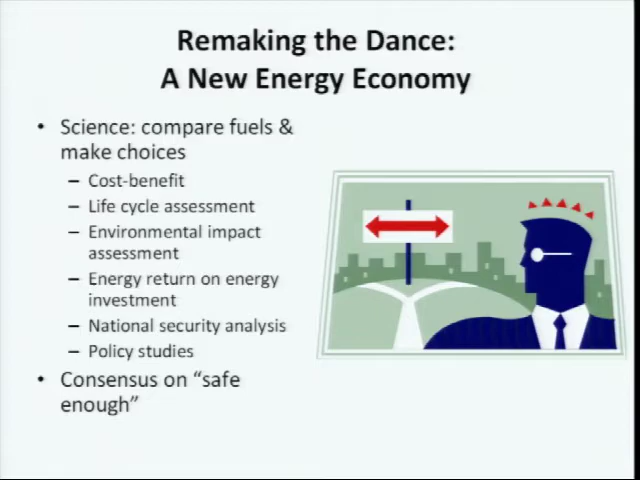 Remaking the Dance:
A New Energy Economy
• Science: compare fuels &
make choices
– Cost-benefit
– Life cycle assessment
– Environmental impact
assessment
– Energy return on energy
investment
– National security analysis
– Policy studies
• Consensus on “safe
enough”